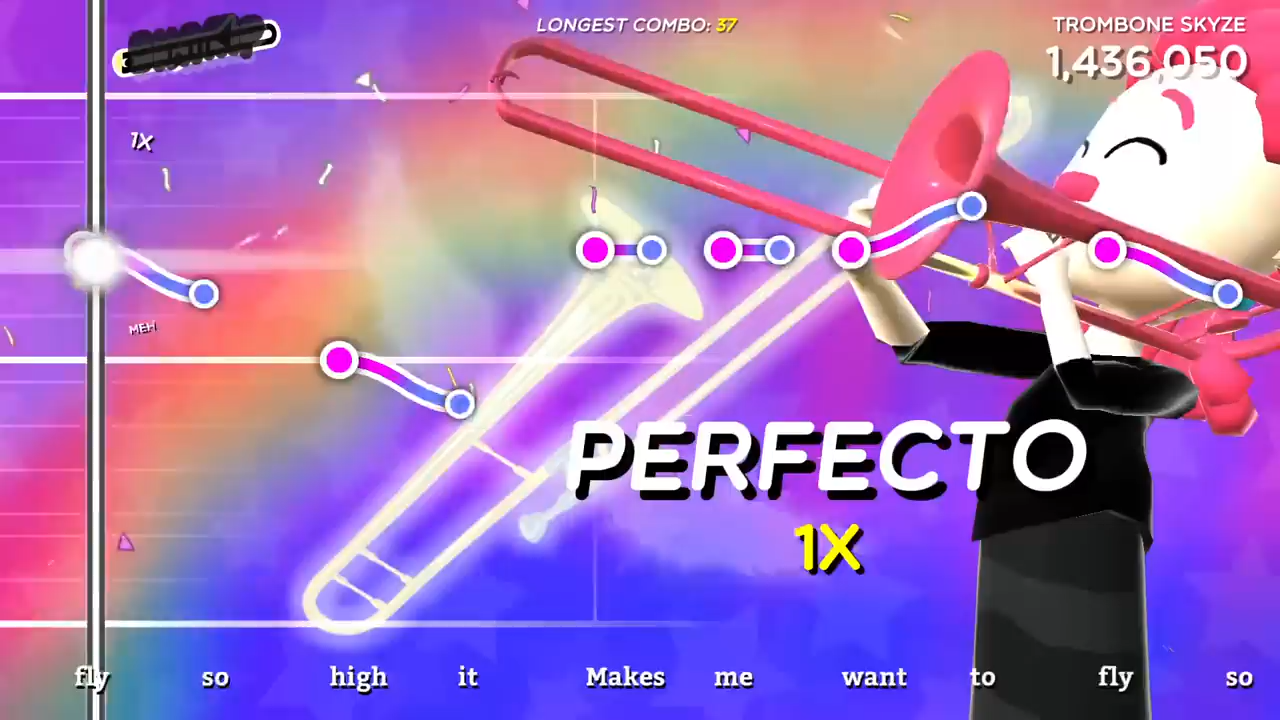 LONGEST COMBO: 37
TROMBONE SKYZE
1,436,050
1X
MEH
PERFECTO
1X
fly so high it Makes me want to fly so